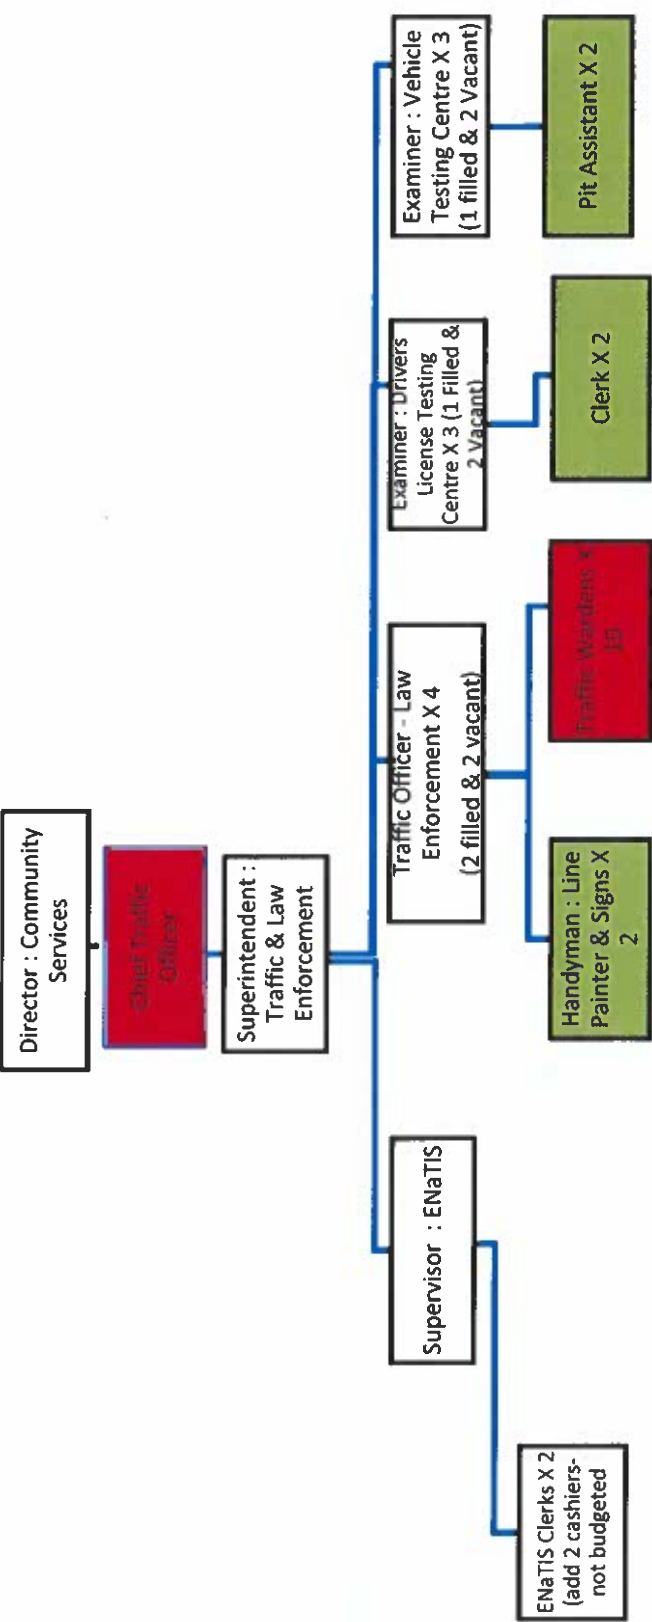 Director : Community
Services
Chief Traffic
Officer
Superintendent :
Traffic & Law
Enforcement
Supervisor : ENaTIS
Traffic Officer - Law
Enforcement X 4
(2 filled & 2 vacant)
Examiner : Drivers
License Testing
Centre X 3 (1 Filled &
2 Vacant)
Examiner : Vehicle
Testing Centre X 3
(1 filled & 2 Vacant)
ENaTIS Clerks X 2
(add 2 cashiers-
not budgeted
Handyman : Line
Painter & Signs X
2
Traffic Wardens X
10
Clerk X 2
Pit Assistant X 2